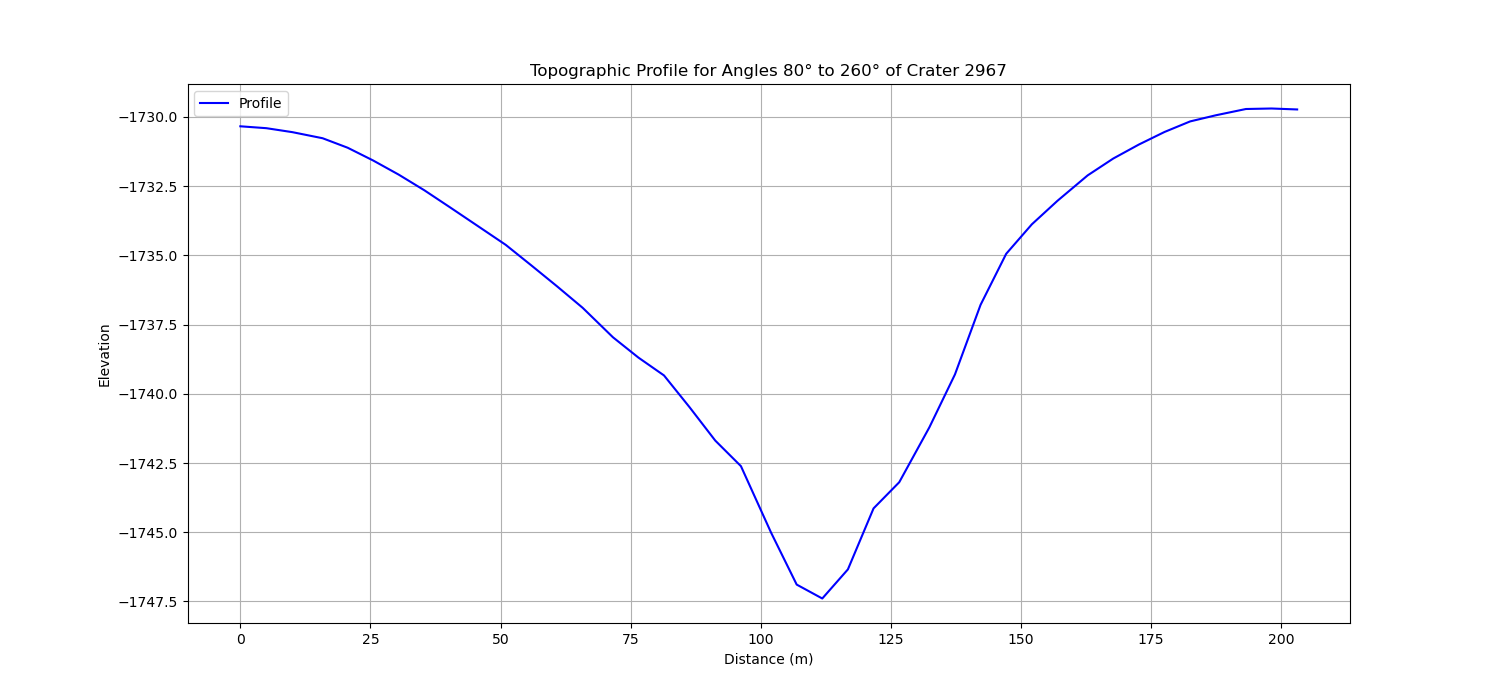 Topographic Profile for Angles 80° to 260° of Crater 2967
Profile
−1730.0
−1732.5
−1735.0
−1737.5
−1740.0
−1742.5
−1745.0
−1747.5
Elevation
0 25 50 75 100 125 150 175 200
Distance (m)